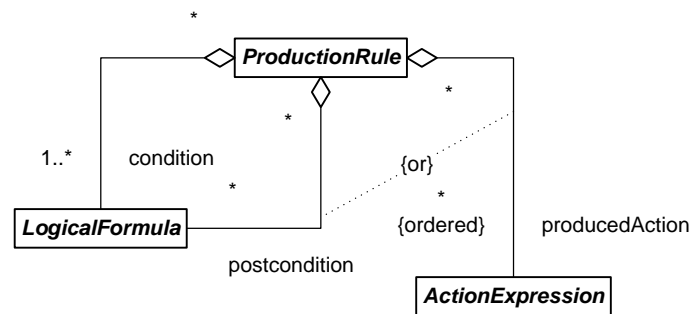 *
ProductionRule
*
*
1..*
condition
{or}
*
*
LogicalFormula
{ordered}
producedAction
postcondition
ActionExpression